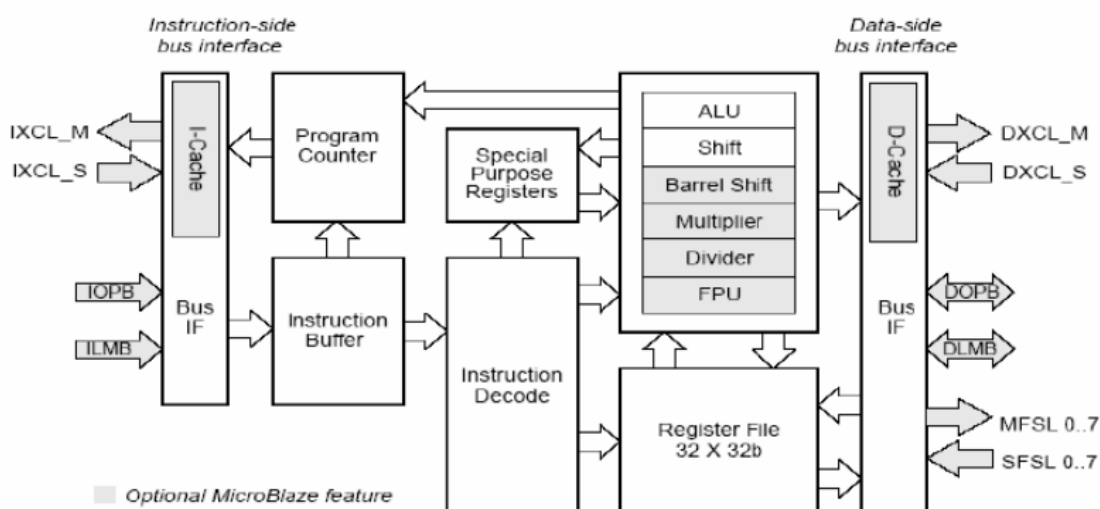 Instruction-side
bus interface
Data-side
bus interface
IXCL_M
IXCL_S
I-Cache
Program
Counter
Special
Purpose
Registers
ALU
Shift
Barrel Shift
Multiplier
Divider
FPU
D-Cache
DXCL_M
DXCL_S
IOPB
ILMB
Bus
IF
Instruction
Buffer
Instruction
Decode
Register File
32 X 32b
Bus
IF
DOPB
DLMB
MFSL 0..7
SFSL 0..7
Optional MicroBlaze feature